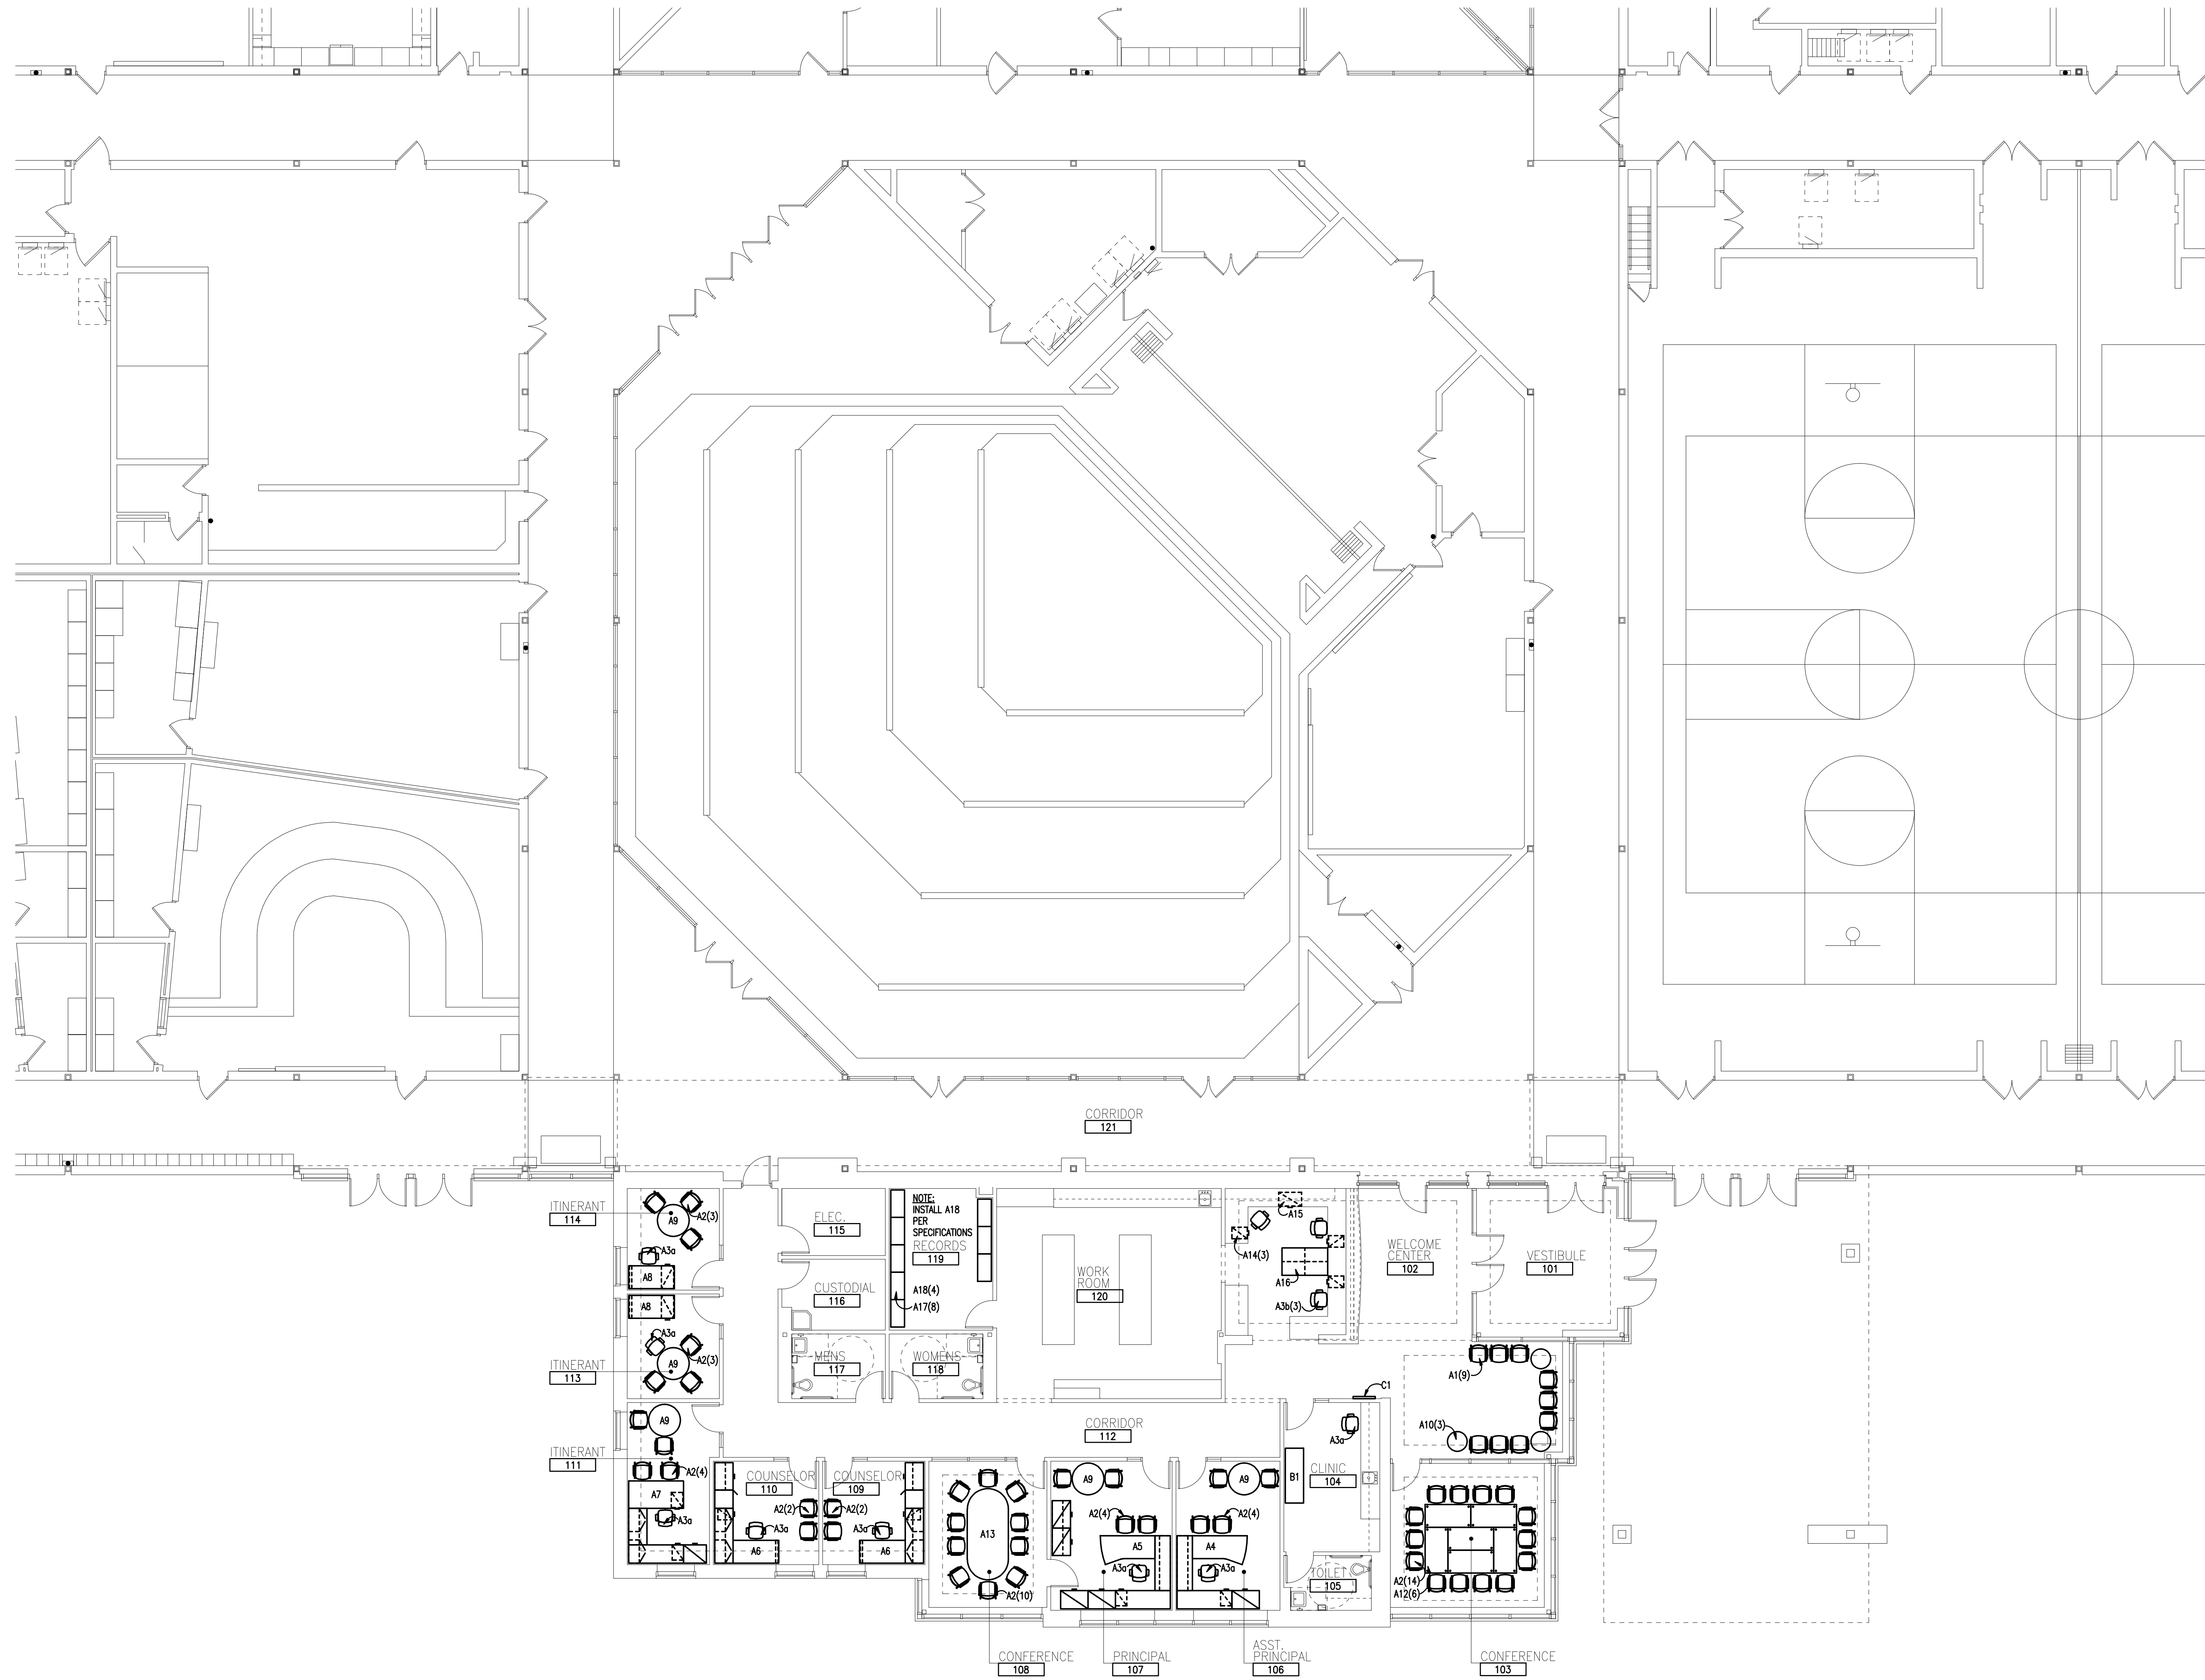 CORRIDOR
121
ITINERANT
114
A9
A2(3)
A3a
A8
ELEC.
115
NOTE:
INSTALL A18
PER
SPECIFICATIONS
RECORDS
119
A18(4)
A17(8)
CUSTODIAL
116
WORK
ROOM
120
A15
A14(3)
A16
A3b(3)
WELCOME
CENTER
102
VESTIBULE
101
A8
A3a
A2(3)
A9
ITINERANT
113
MENS
117
WOMENS
118
A1(9)
A10(3)
C1
A9
ITINERANT
111
A2(4)
A7
A3a
CORRIDOR
112
COUNSELOR
110
A2(2)
A3a
A6
COUNSELOR
109
A2(2)
A3a
A6
A13
A2(10)
A9
A2(4)
A5
A3a
A9
A2(4)
A4
A3a
A3a
B1
CLINIC
104
TOILET
105
A2(14)
A12(6)
CONFERENCE
108
PRINCIPAL
107
ASST.
PRINCIPAL
106
CONFERENCE
103